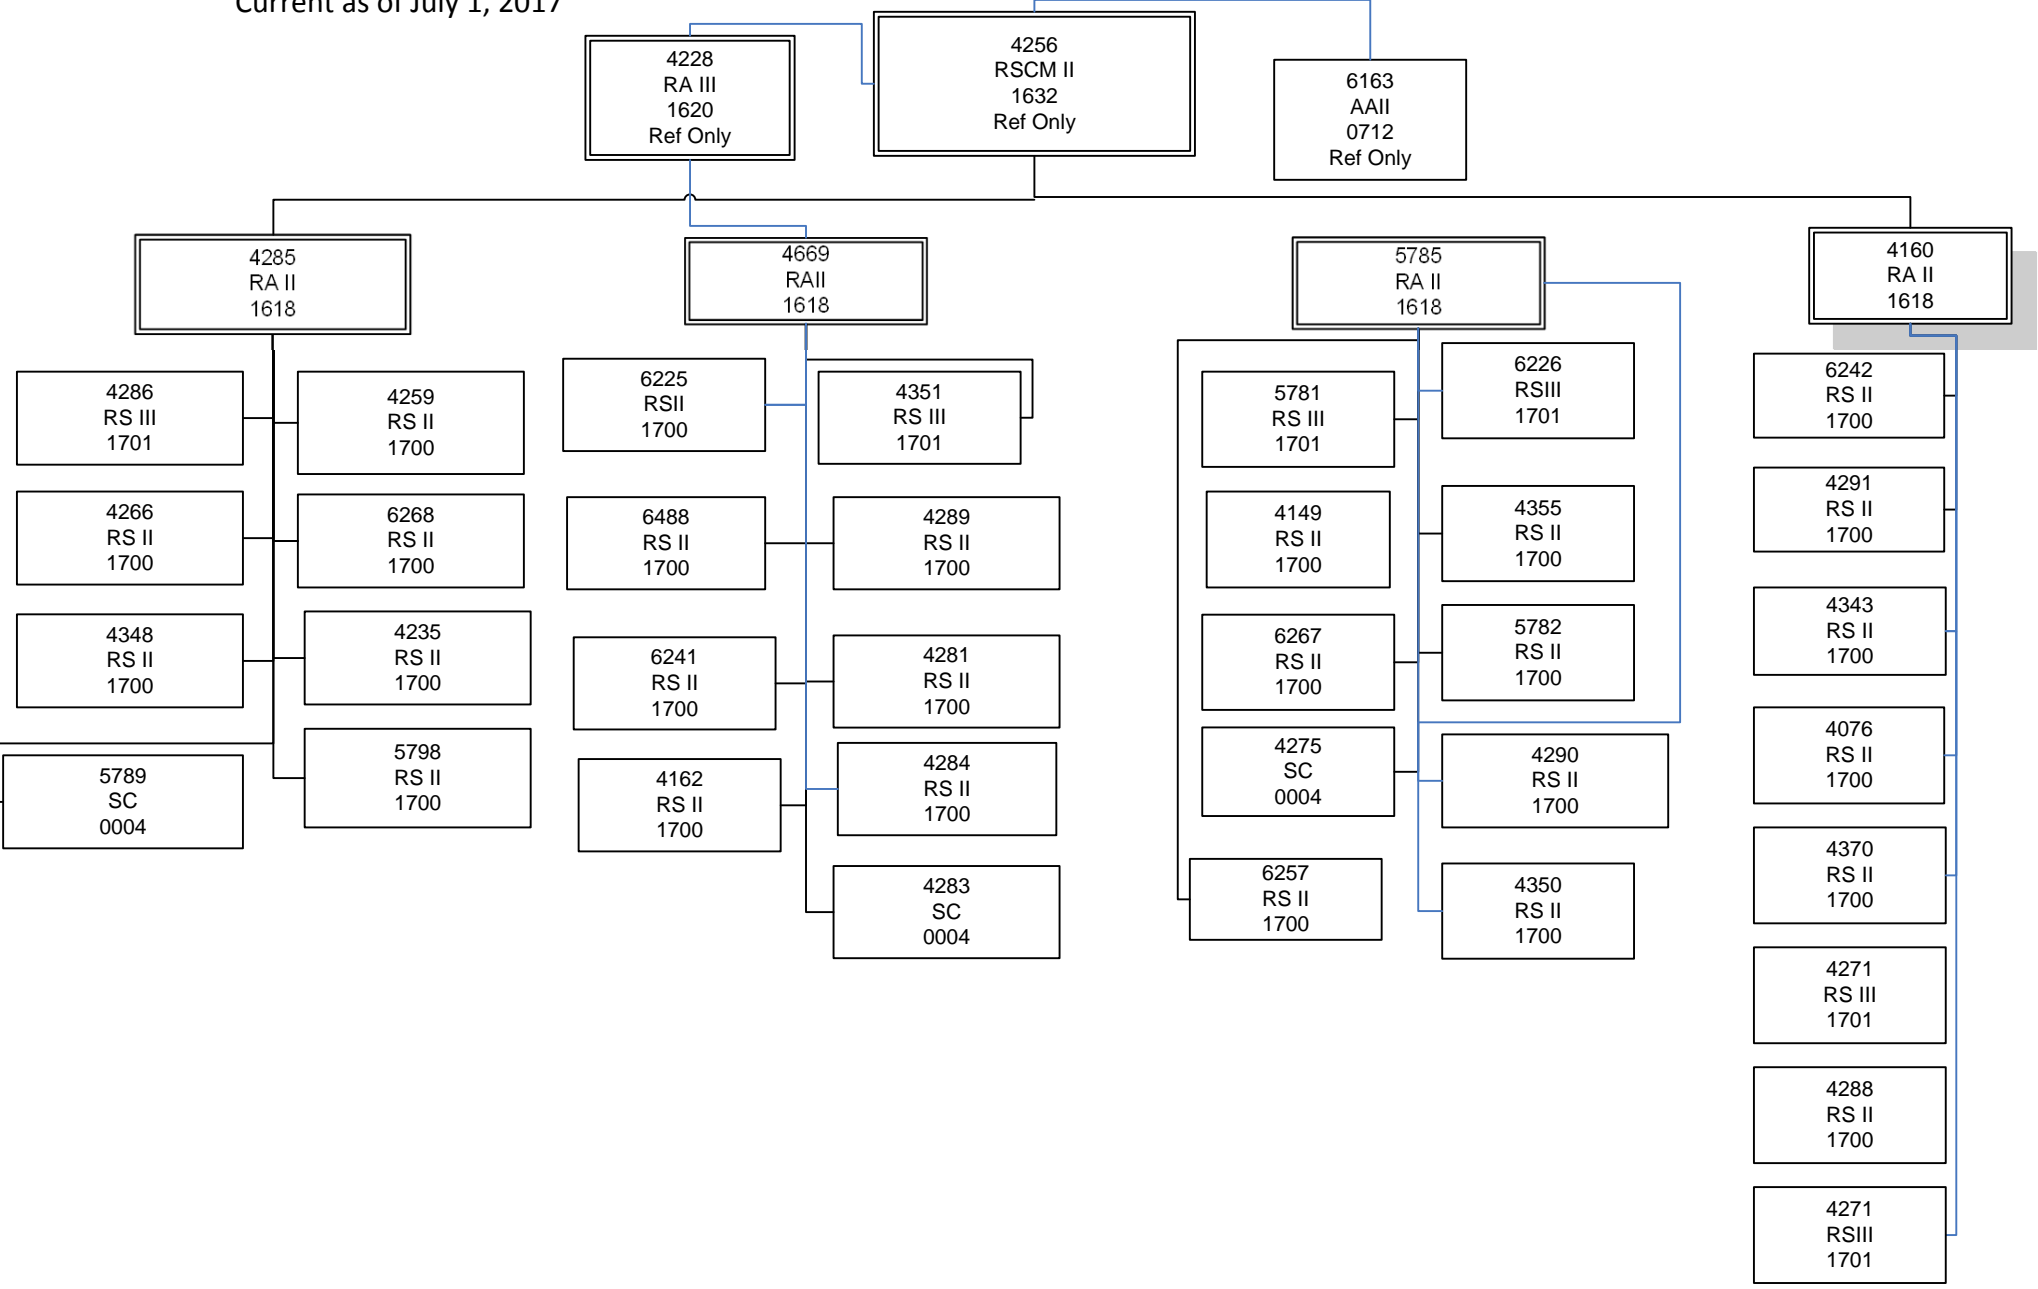 Current as of July 1, 2017
4228
RA III
1620
Ref Only
4256
RSCM II
1632
Ref Only
6163
AAII
0712
Ref Only
4285
RA II
1618
4669
RAII
1618
5785
RA II
1618
4160
RA II
1618
4286
RS III
1701
4259
RS II
1700
4266
RS II
1700
6268
RS II
1700
4348
RS II
1700
4235
RS II
1700
5789
SC
0004
5798
RS II
1700
6225
RSII
1700
4351
RS III
1701
6488
RS II
1700
4289
RS II
1700
6241
RS II
1700
4281
RS II
1700
4162
RS II
1700
4284
RS II
1700
4283
SC
0004
5781
RS III
1701
6226
RSIII
1701
4149
RS II
1700
4355
RS II
1700
6267
RS II
1700
5782
RS II
1700
4275
SC
0004
4290
RS II
1700
6257
RS II
1700
4350
RS II
1700
6242
RS II
1700
4291
RS II
1700
4343
RS II
1700
4076
RS II
1700
4370
RS II
1700
4271
RS III
1701
4288
RS II
1700
4271
RSIII
1701